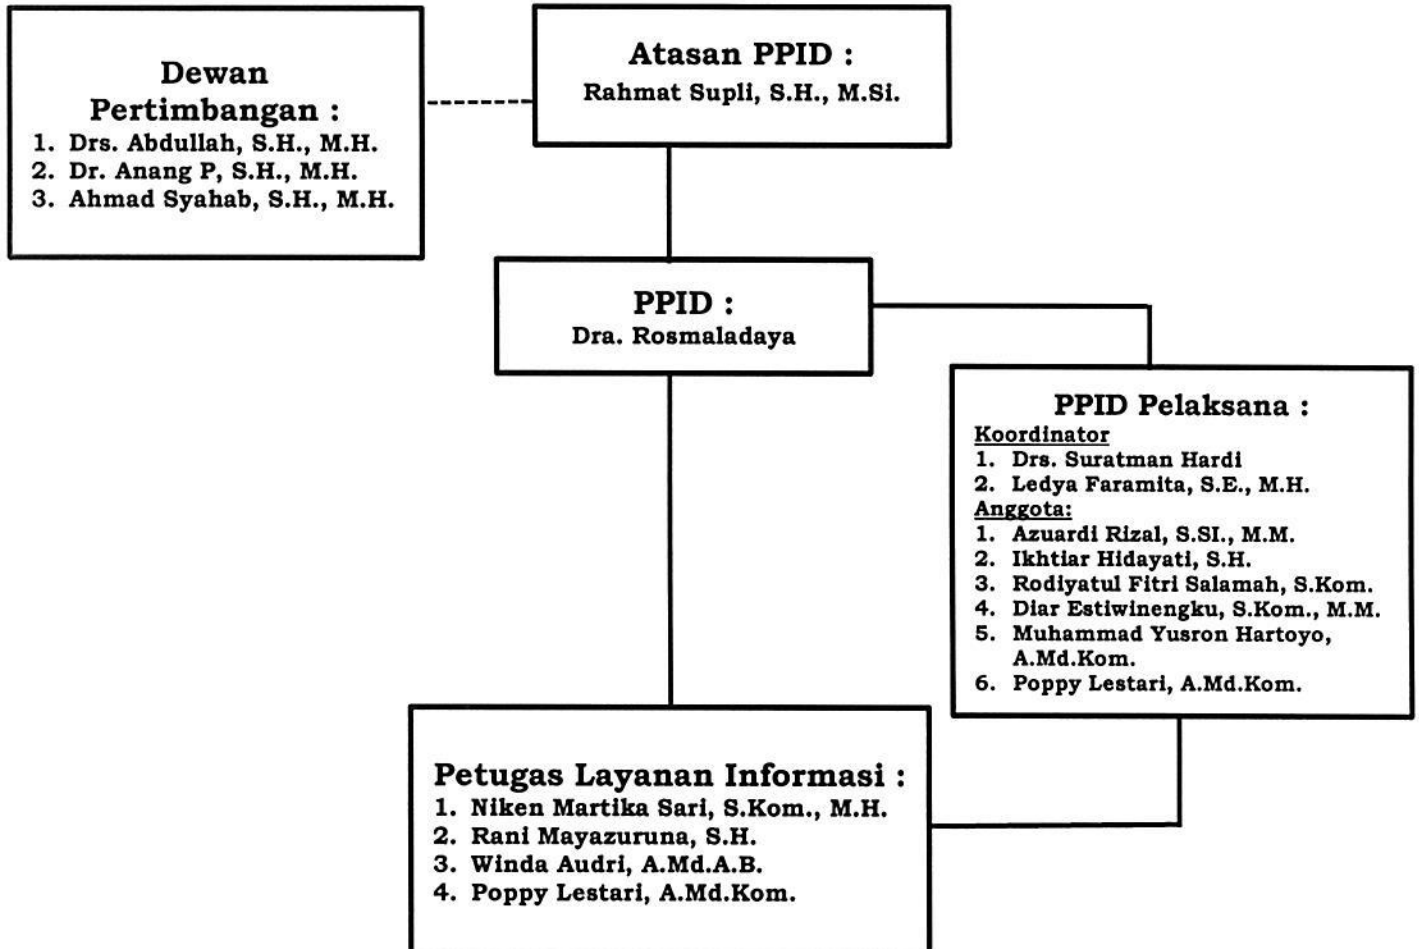 Dewan
Pertimbangan :
1. Drs. Abdullah, S.H., M.H.
2. Dr. Anang P, S.H., M.H.
3. Ahmad Syahab, S.H., M.H.
Atasan PPID :
Rahmat Supli, S.H., M.Si.
PPID :
Dra. Rosmaladaya
PPID Pelaksana :
Koordinator
1. Drs. Suratman Hardi
2. Ledya Faramita, S.E., M.H.
Anggota:
1. Azuardi Rizal, S.SI., M.M.
2. Ikhtiar Hidayati, S.H.
3. Rodiyatul Fitri Salamah, S.Kom.
4. Diar Estiwinengku, S.Kom., M.M.
5. Muhammad Yusron Hartoyo,
A.Md.Kom.
6. Poppy Lestari, A.Md.Kom.
Petugas Layanan Informasi :
1. Niken Martika Sari, S.Kom., M.H.
2. Rani Mayazuruna, S.H.
3. Winda Audri, A.Md.A.B.
4. Poppy Lestari, A.Md.Kom.